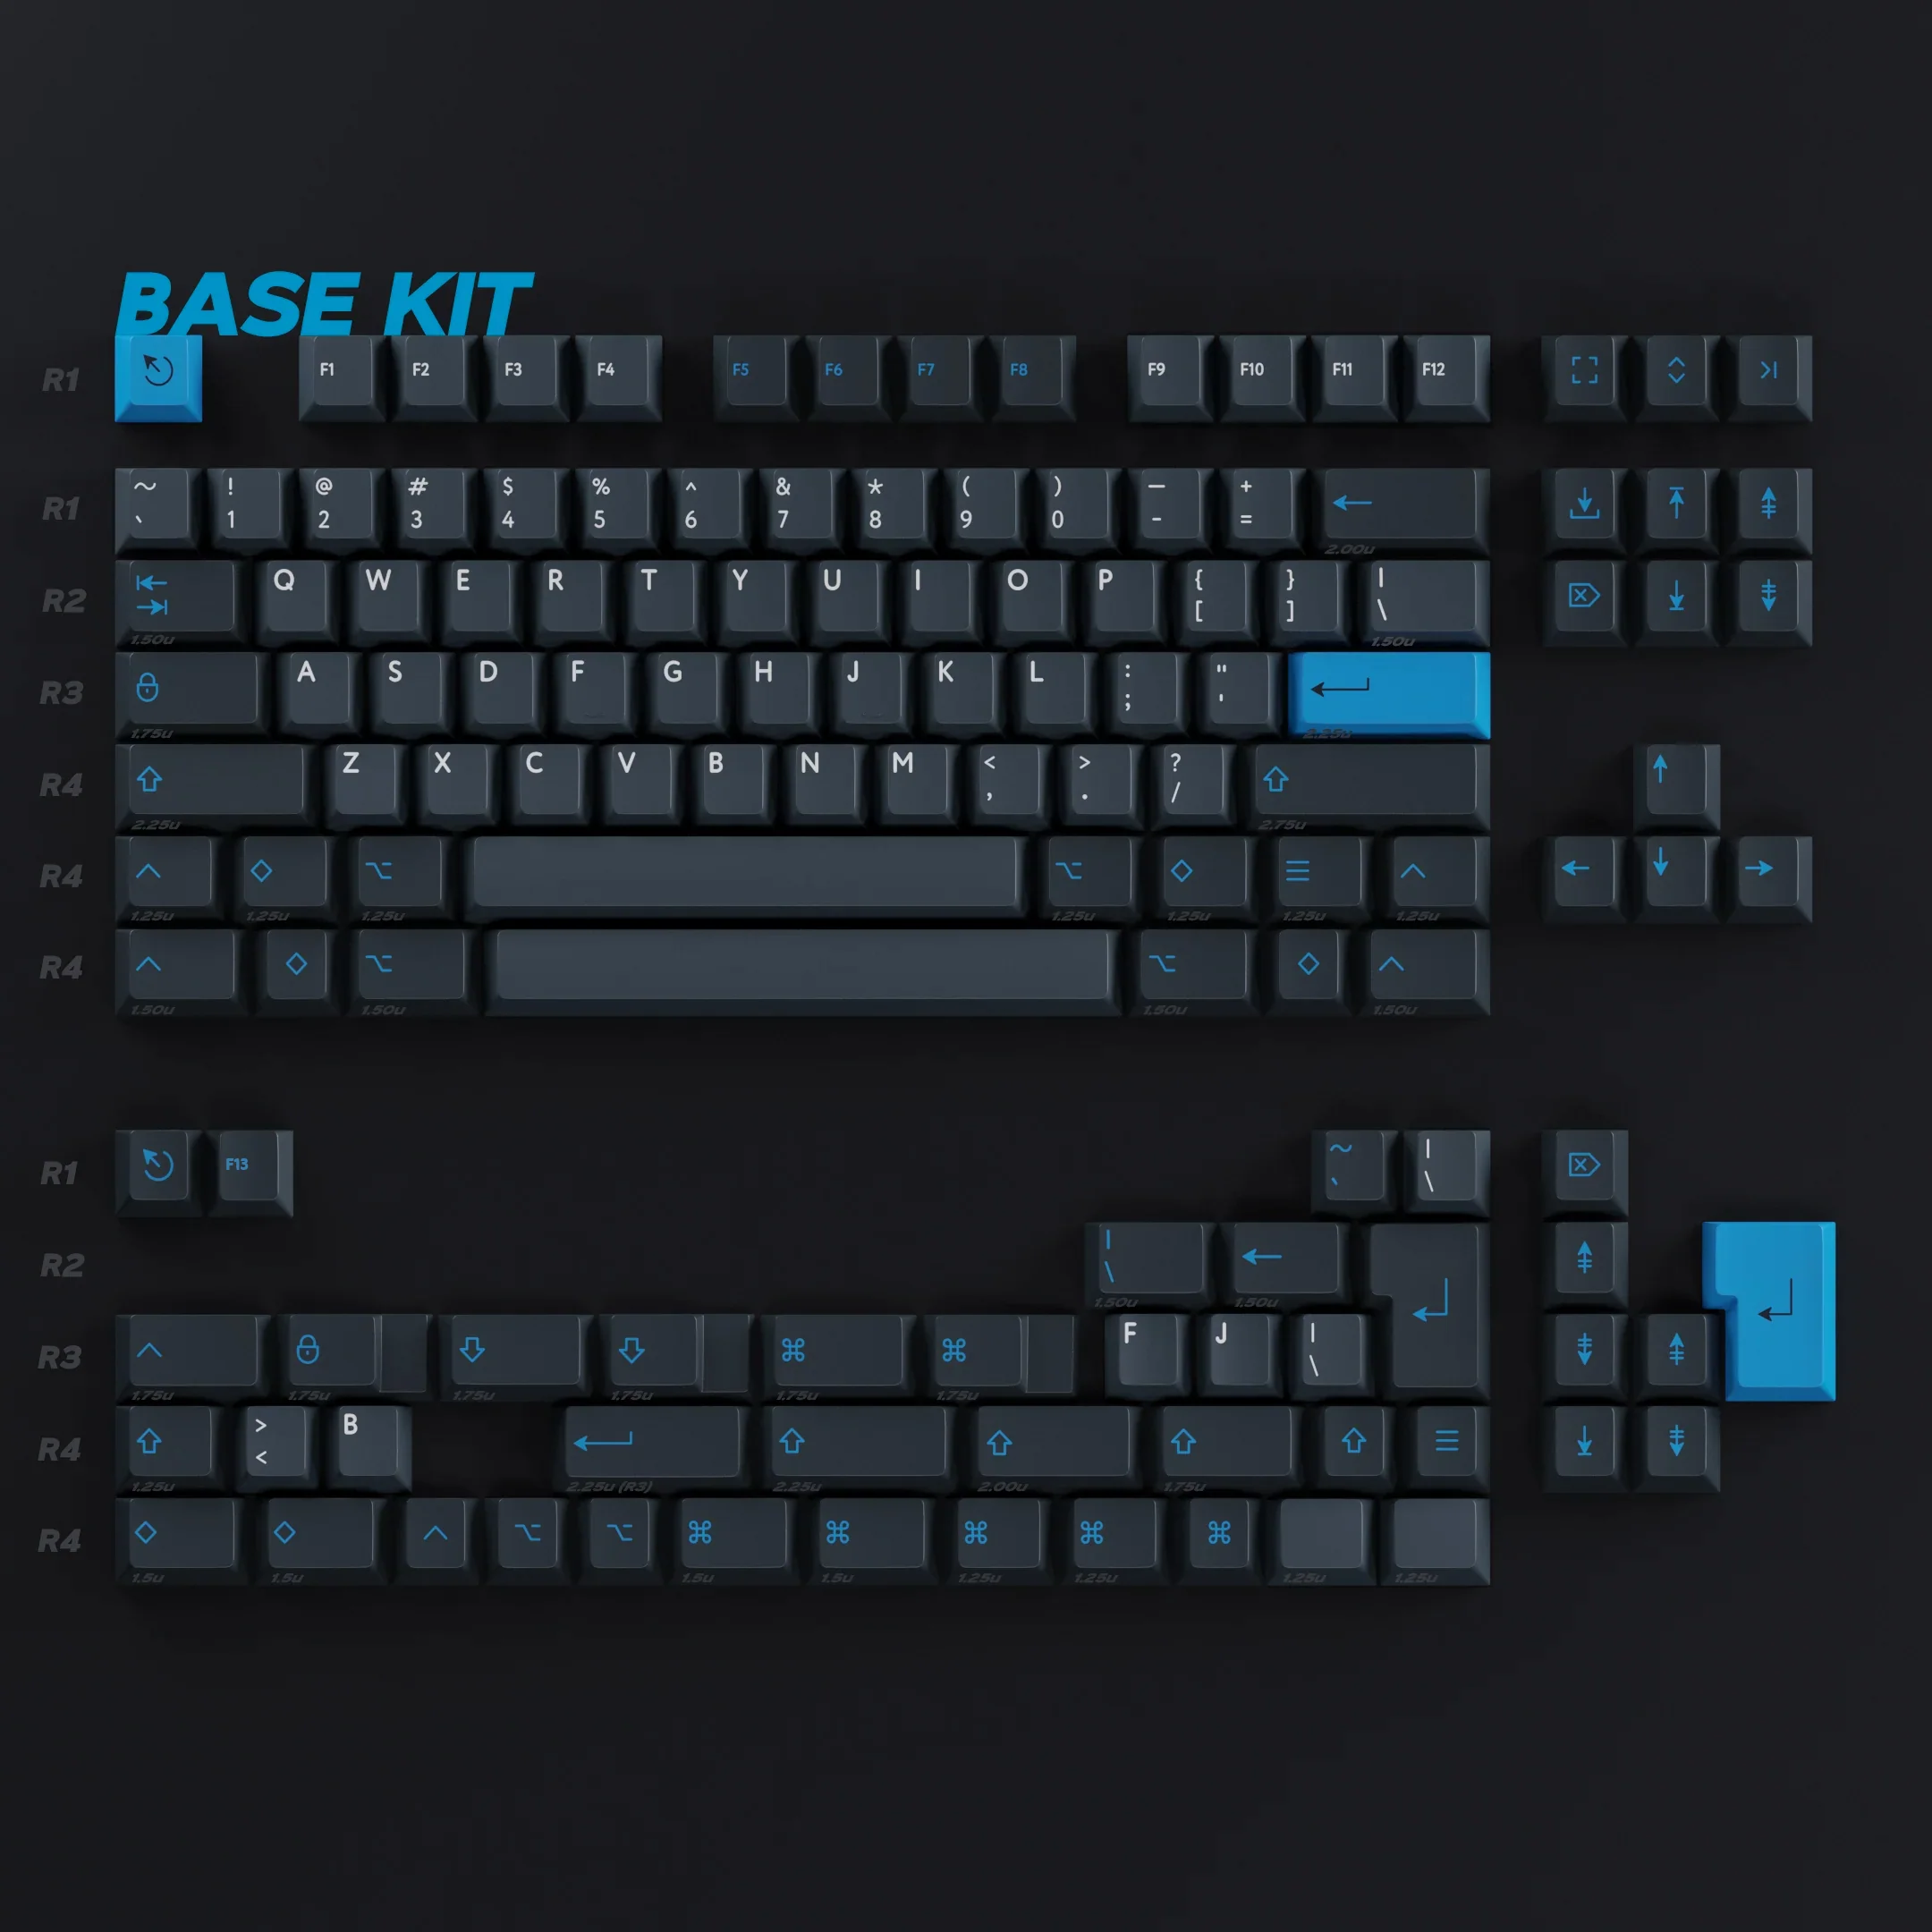 BASE KIT
R1 F1 F2 F3 F4 F5 F6 F7 F8 F9 F10 F11 F12
~ ! @ # $ % ^ & * ( ) — +
R1 ` 1 2 3 4 5 6 7 8 9 0 - =
2.00u
R2 Q W E R T Y U I O P { } |
[ ] \
1.50u 1.50u
R3 A S D F G H J K L : "
; '
1.75u 2.25u
R4 Z X C V B N M < > ?
, . /
2.25u 2.75u
R4
1.25u 1.25u 1.25u 1.25u 1.25u 1.25u 1.25u
R4
1.50u 1.50u 1.50u 1.50u
R1 F13 ~ |
` \
R2 |
\
1.50u 1.50u
R3 F J |
\
1.75u 1.75u 1.75u 1.75u 1.75u 1.75u
R4 > B
<
1.25u 2.25u (R3) 2.25u 2.00u 1.75u
R4
1.5u 1.5u 1.5u 1.5u 1.25u 1.25u 1.25u 1.25u